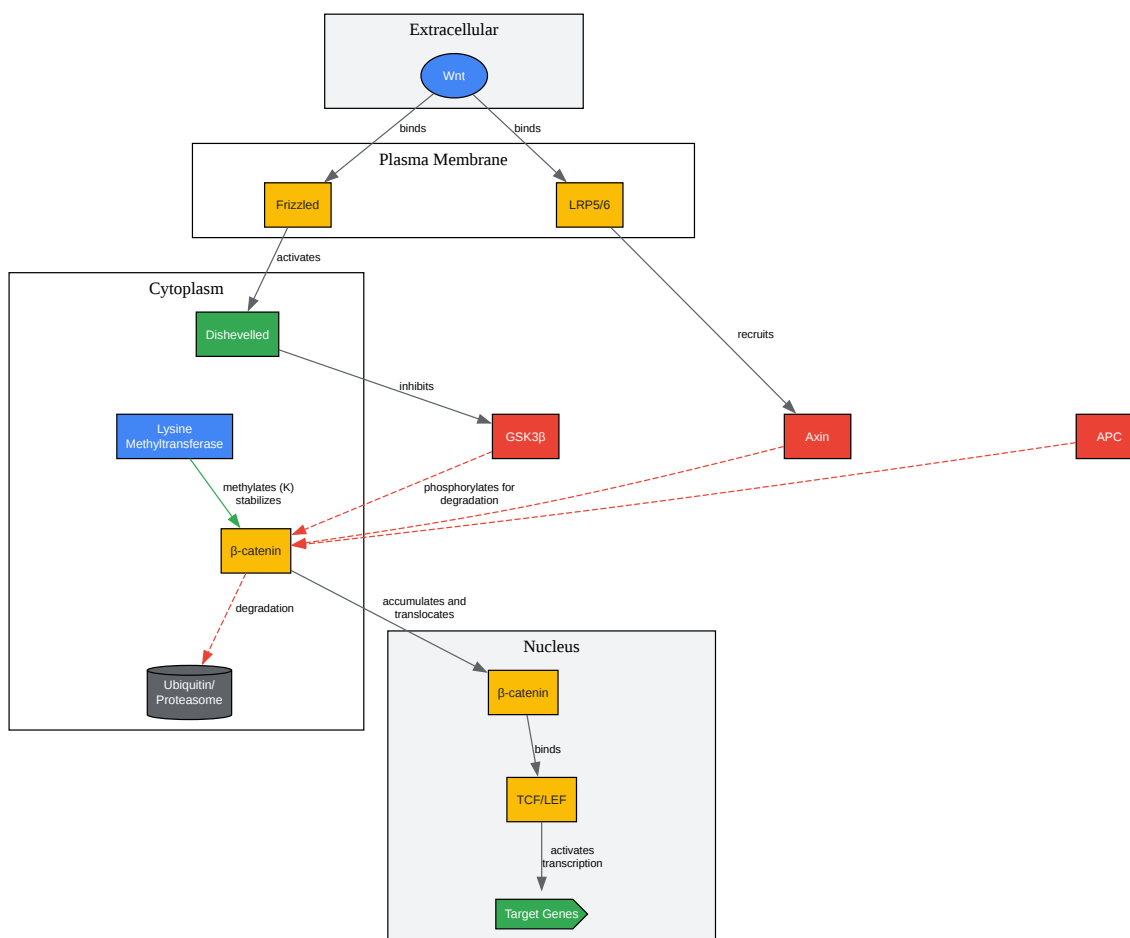 Extracellular
Wnt
binds
binds
Plasma Membrane
Frizzled
LRP5/6
activates
Cytoplasm
Dishevelled
recruits
inhibits
Lysine
Methyltransferase
GSK3β
Axin
APC
methylates (K)
stabilizes
phosphorylates for
degradation
β-catenin
accumulates and
translocates
degradation
Nucleus
Ubiquitin/
Proteasome
β-catenin
binds
TCF/LEF
activates
transcription
Target Genes